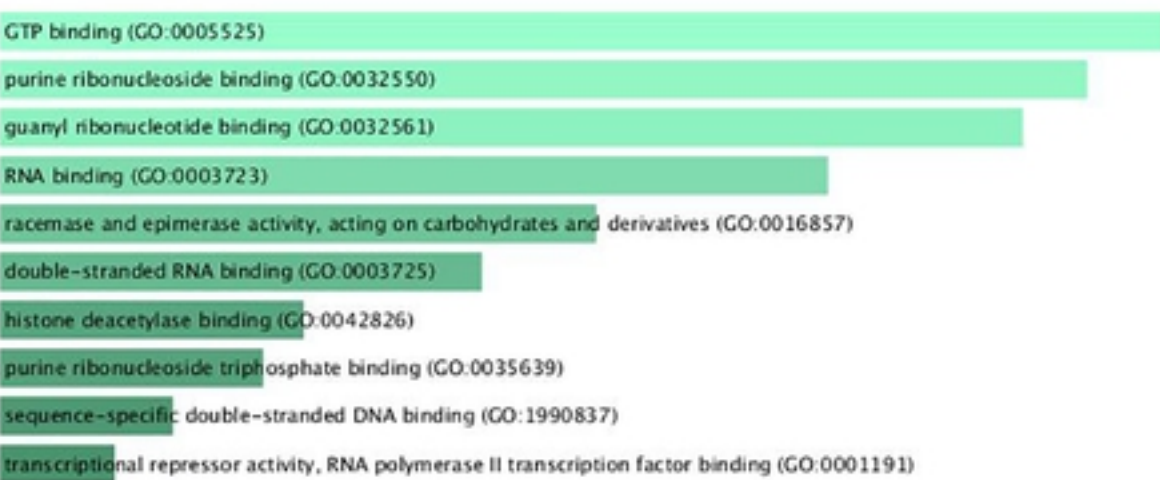 GTP binding (GO:0005525)
purine ribonucleoside binding (GO:0032550)
guanyl ribonucleotide binding (GO:0032561)
RNA binding (GO:0003723)
racemase and epimerase activity, acting on carbohydrates and derivatives (GO:0016857)
double-stranded RNA binding (GO:0003725)
histone deacetylase binding (GO:0042826)
purine ribonucleoside triphosphate binding (GO:0035639)
sequence-specific double-stranded DNA binding (GO:1990837)
transcriptional repressor activity, RNA polymerase II transcription factor binding (GO:0001191)